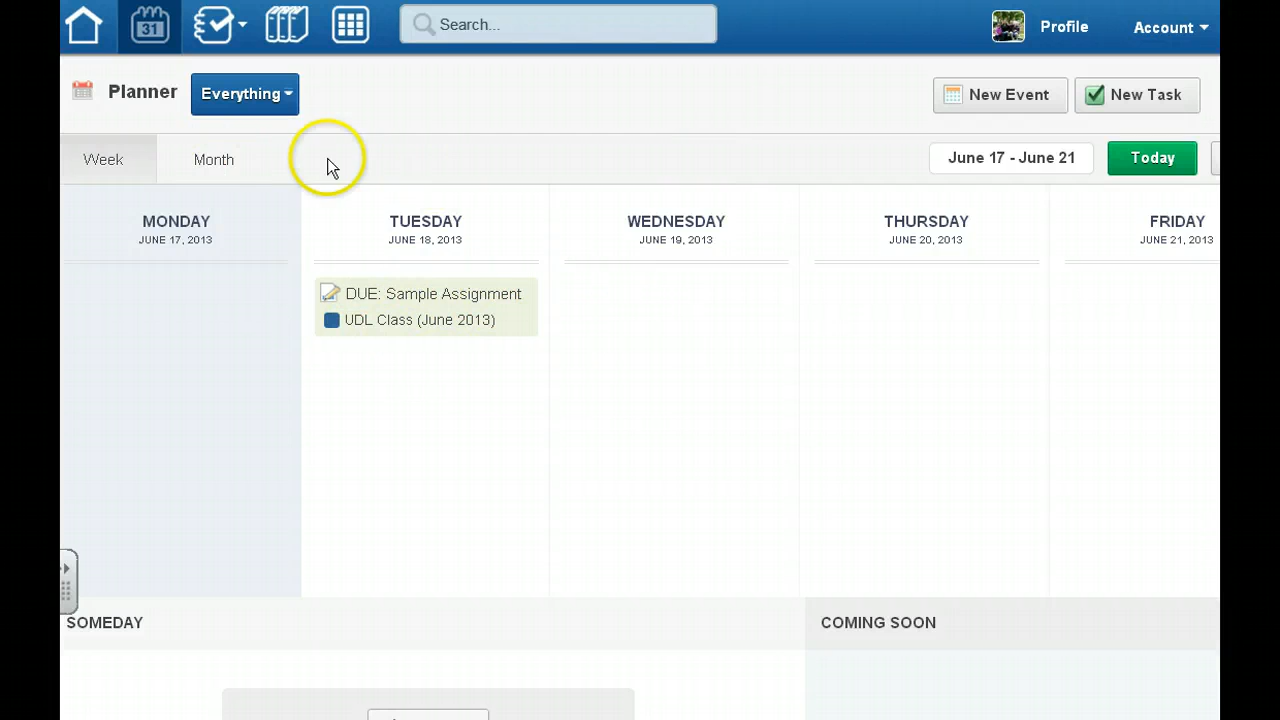 31
Search...
Profile
Account
Planner
Everything
New Event
New Task
Week
Month
June 17 - June 21
Today
MONDAY
JUNE 17, 2013
TUESDAY
JUNE 18, 2013
WEDNESDAY
JUNE 19, 2013
THURSDAY
JUNE 20, 2013
FRIDAY
JUNE 21, 2013
DUE: Sample Assignment
UDL Class (June 2013)
SOMEDAY
COMING SOON